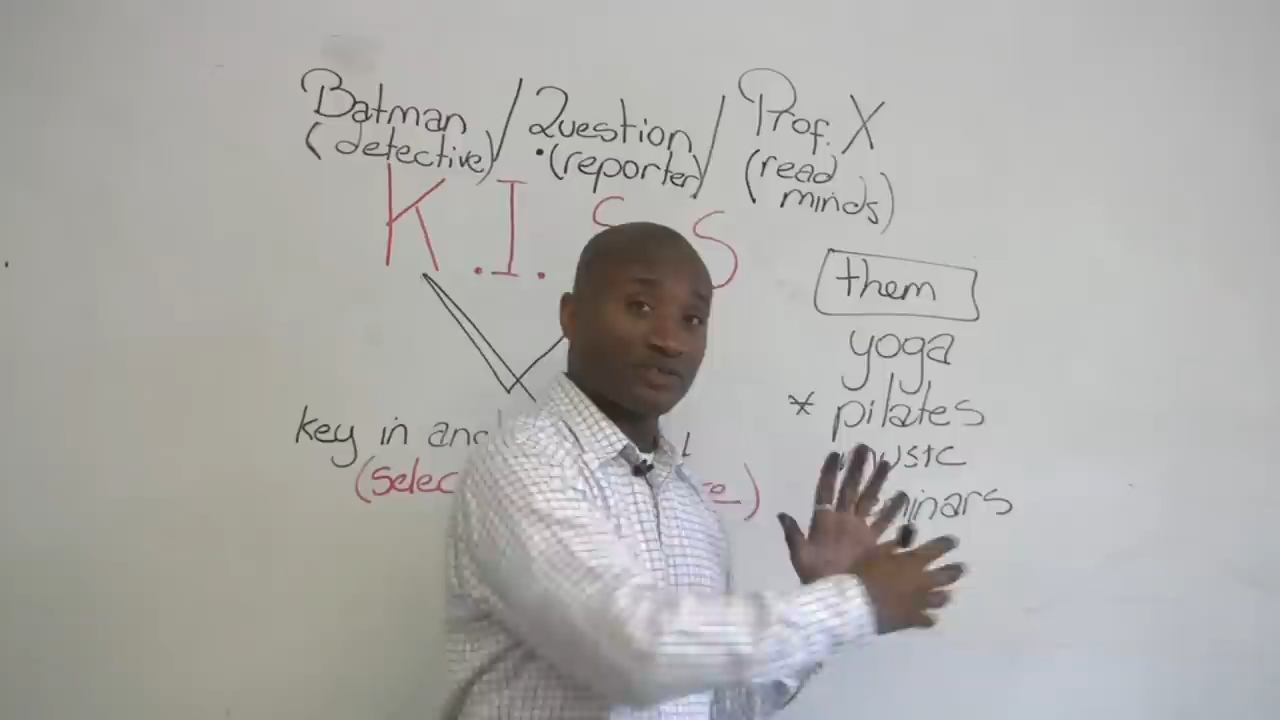 Batman / Question / Prof. X
(detective) (reporter) (read
minds)
K.I. S S
them
yoga
* pilates
key in and
(selec